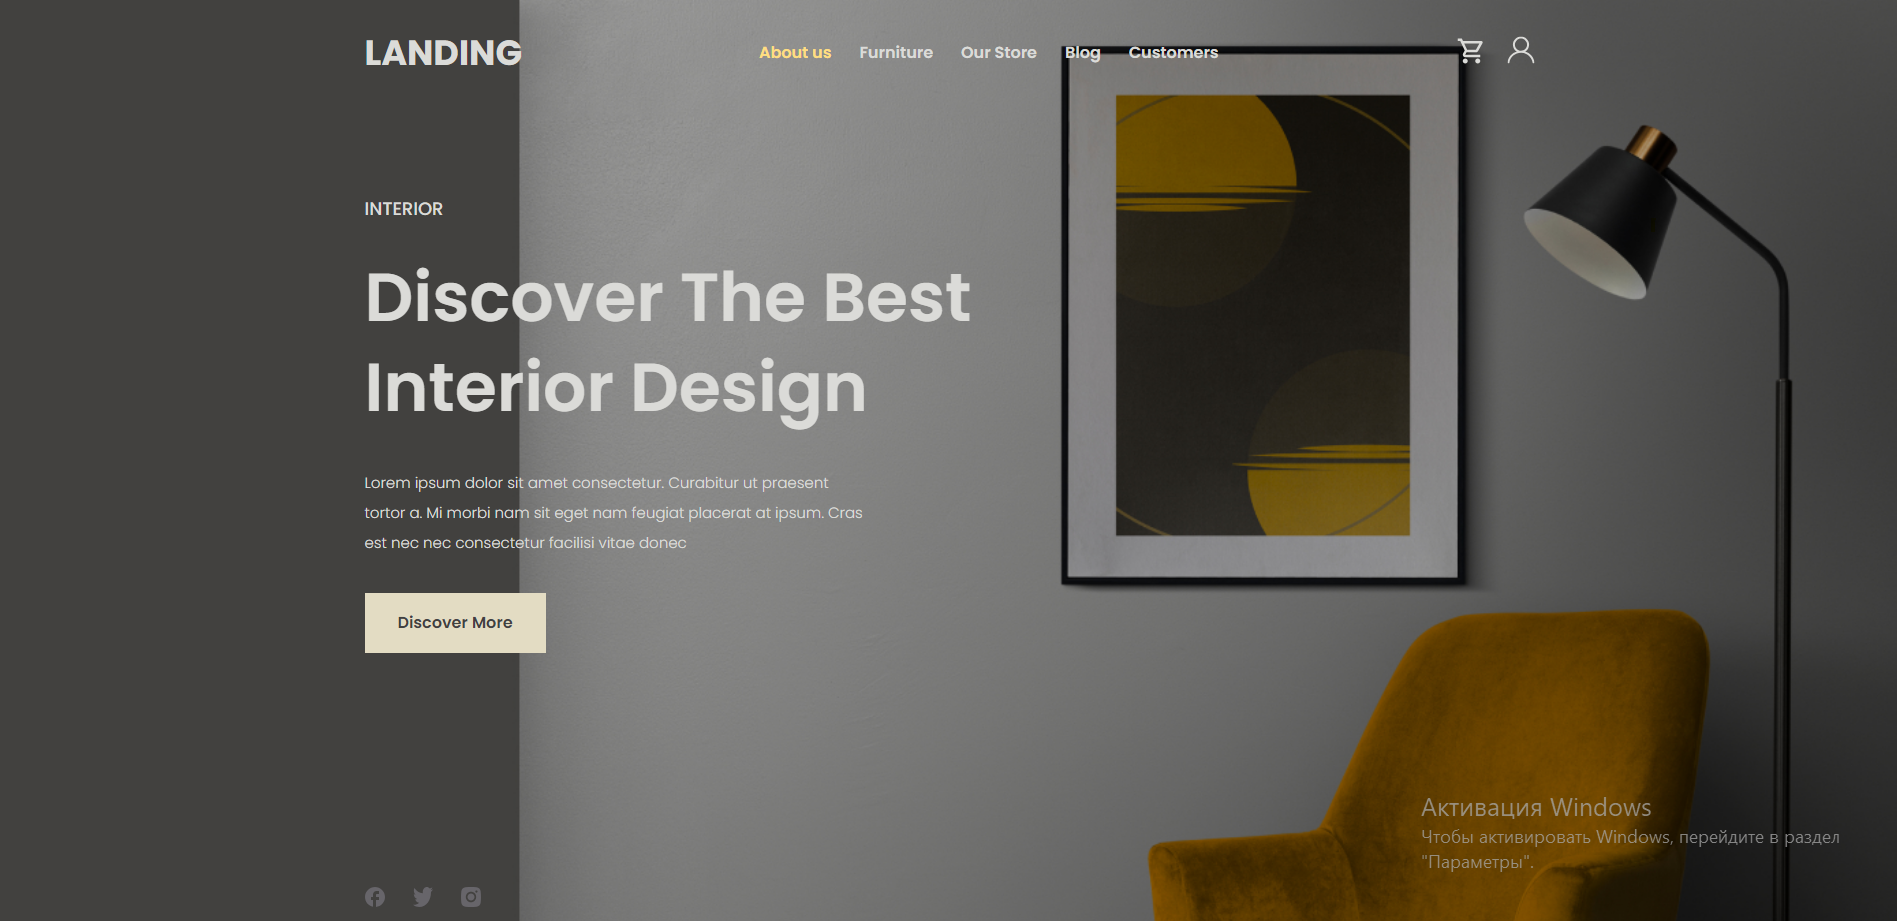 LANDING
About us Furniture Our Store Blog Customers
INTERIOR
Discover The Best
Interior Design
Lorem ipsum dolor sit amet consectetur. Curabitur ut praesent
tortor a. Mi morbi nam sit eget nam feugiat placerat at ipsum. Cras
est nec nec consectetur facilisi vitae donec
Discover More
Активация Windows
Чтобы активировать Windows, перейдите в раздел
"Параметры".